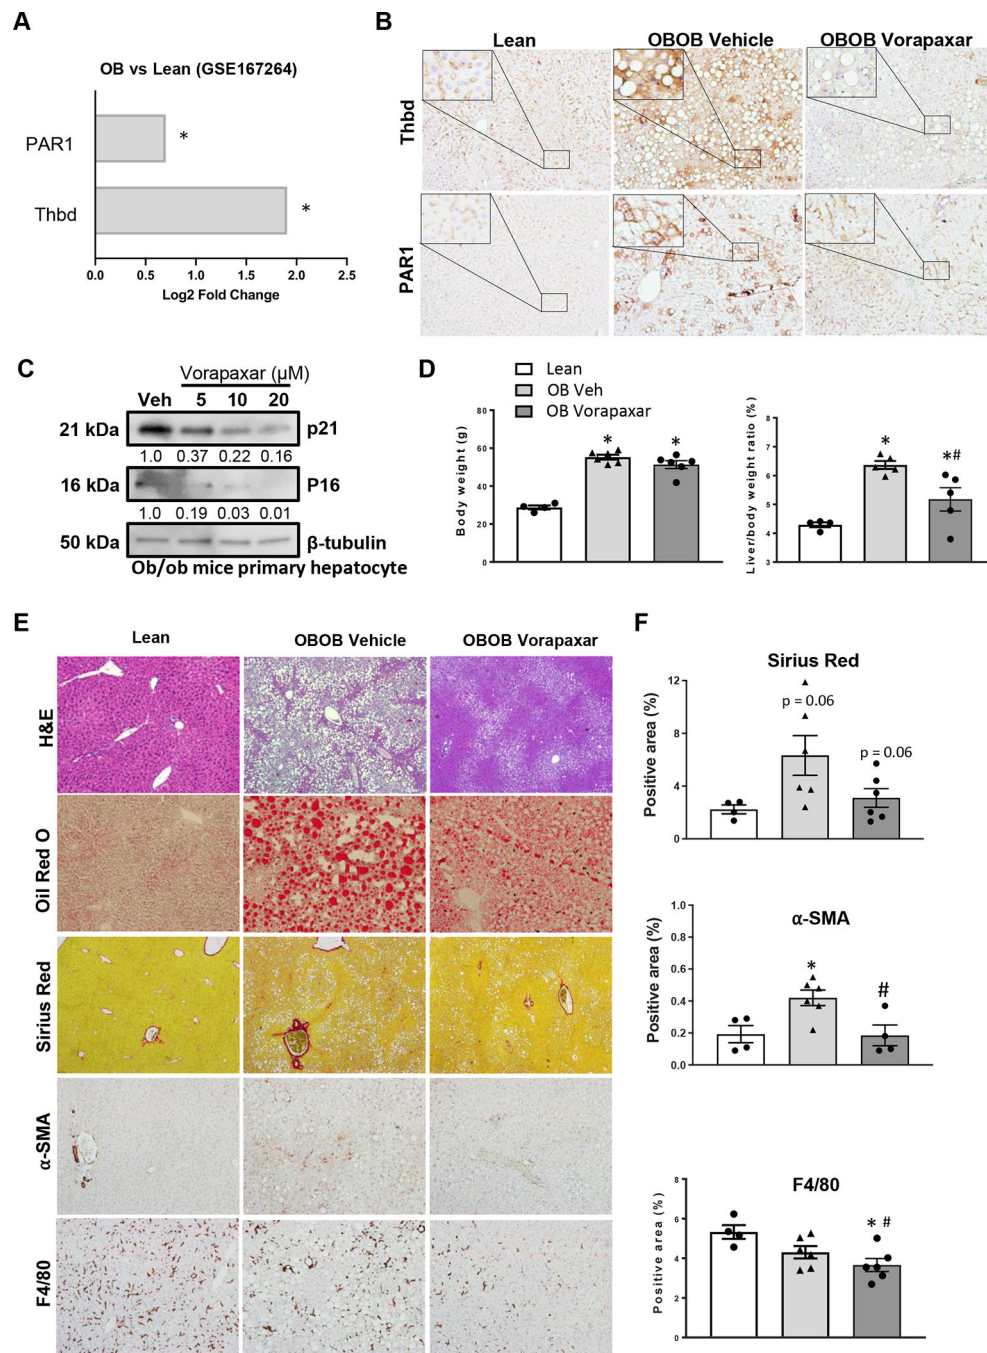 A
OB vs Lean (GSE167264)
PAR1
*
Thbd
*
0.0 0.5 1.0 1.5 2.0 2.5
Log2 Fold Change
B
Lean OBOB Vehicle OBOB Vorapaxar
Thbd
PAR1
C
Vorapaxar (µM)
Veh 5 10 20
21 kDa p21
1.0 0.37 0.22 0.16
16 kDa P16
1.0 0.19 0.03 0.01
50 kDa β-tubulin
Ob/ob mice primary hepatocyte
D
Lean
OB Veh
OB Vorapaxar
Body weight (g)
80
60
40
20
0
* *
Liver/body weight ratio (%)
8
7
6
5
4
3
*
*#
E
Lean OBOB Vehicle OBOB Vorapaxar
H&E
Oil Red O
Sirius Red
α-SMA
F4/80
F
Sirius Red
Positive area (%)
12
8
4
0
p = 0.06
p = 0.06
α-SMA
Positive area (%)
1.0
0.8
0.6
0.4
0.2
0.0
*
#
F4/80
Positive area (%)
8
6
4
2
0
* #